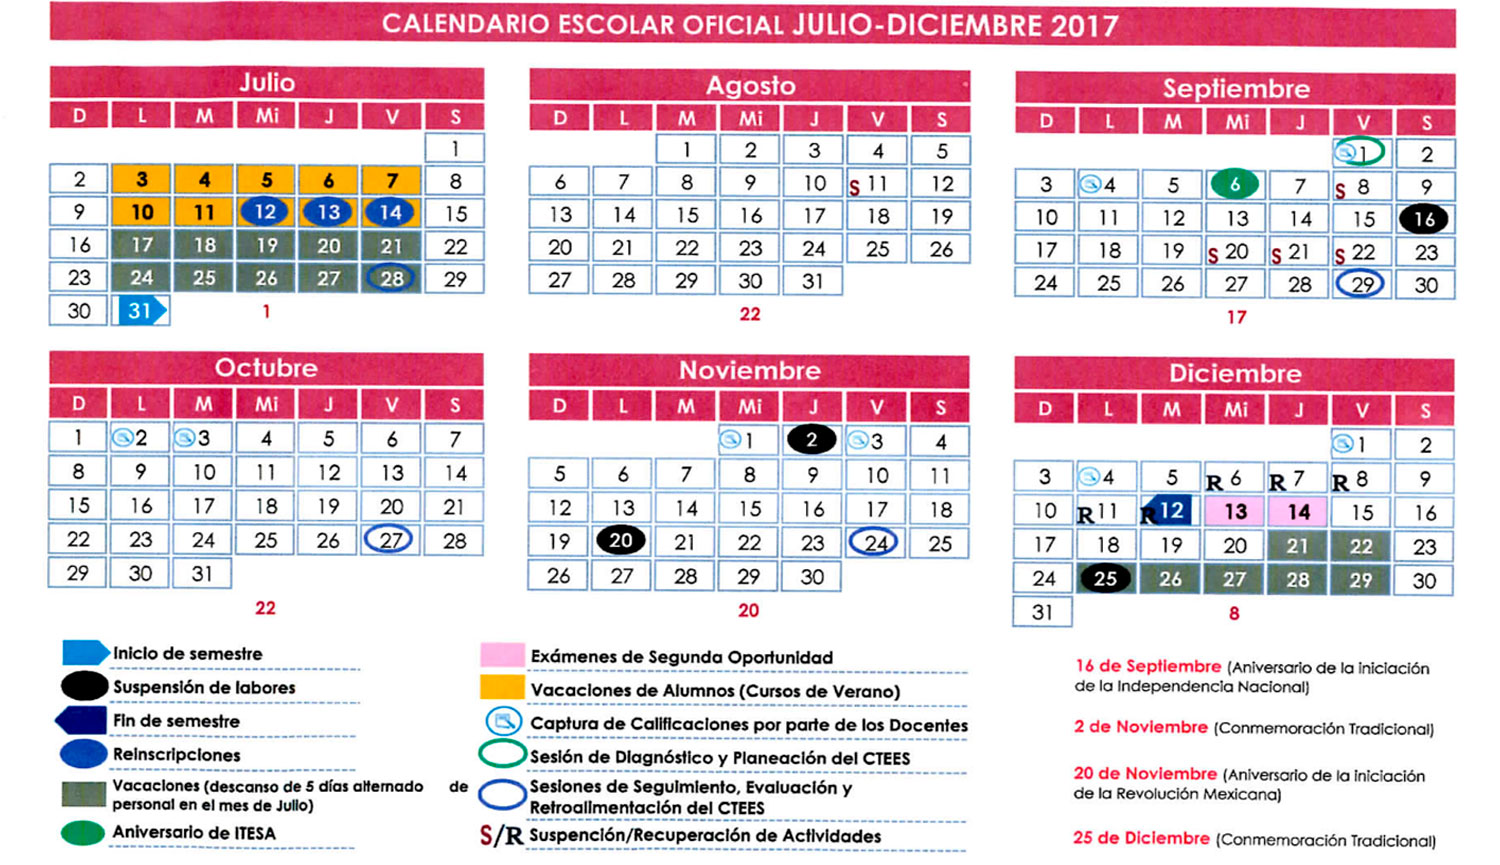 CALENDARIO ESCOLAR OFICIAL JULIO-DICIEMBRE 2017
Julio
D L M Mi J V S
1
2 3 4 5 6 7 8
9 10 11 12 13 14 15
16 17 18 19 20 21 22
23 24 25 26 27 28 29
30 31 1
Agosto
D L M Mi J V S
1 2 3 4 5
6 7 8 9 10 S 11 12
13 14 15 16 17 18 19
20 21 22 23 24 25 26
27 28 29 30 31
22
Septiembre
D L M Mi J V S
1 2
3 4 5 6 7 S 8 9
10 11 12 13 14 15 16
17 18 19 S 20 S 21 S 22 23
24 25 26 27 28 29 30
17
Octubre
D L M Mi J V S
1 2 3 4 5 6 7
8 9 10 11 12 13 14
15 16 17 18 19 20 21
22 23 24 25 26 27 28
29 30 31
22
Noviembre
D L M Mi J V S
1 2 3 4
5 6 7 8 9 10 11
12 13 14 15 16 17 18
19 20 21 22 23 24 25
26 27 28 29 30
20
Diciembre
D L M Mi J V S
1 2
3 4 5 R 6 R 7 R 8 9
10 R 11 R 12 13 14 15 16
17 18 19 20 21 22 23
24 25 26 27 28 29 30
31 8
Inicio de semestre
Suspensión de labores
Fin de semestre
Reinscripciones
Vacaciones (descanso de 5 días alternado de
personal en el mes de Julio)
Aniversario de ITESA
Exámenes de Segunda Oportunidad
Vacaciones de Alumnos (Cursos de Verano)
Captura de Calificaciones por parte de los Docentes
Sesión de Diagnóstico y Planeación del CTEES
Sesiones de Seguimiento, Evaluación y
Retroalimentación del CTEES
S/R Suspención/Recuperación de Actividades
16 de Septiembre (Aniversario de la iniciación
de la Independencia Nacional)
2 de Noviembre (Conmemoración Tradicional)
20 de Noviembre (Aniversario de la iniciación
de la Revolución Mexicana)
25 de Diciembre (Conmemoración Tradicional)